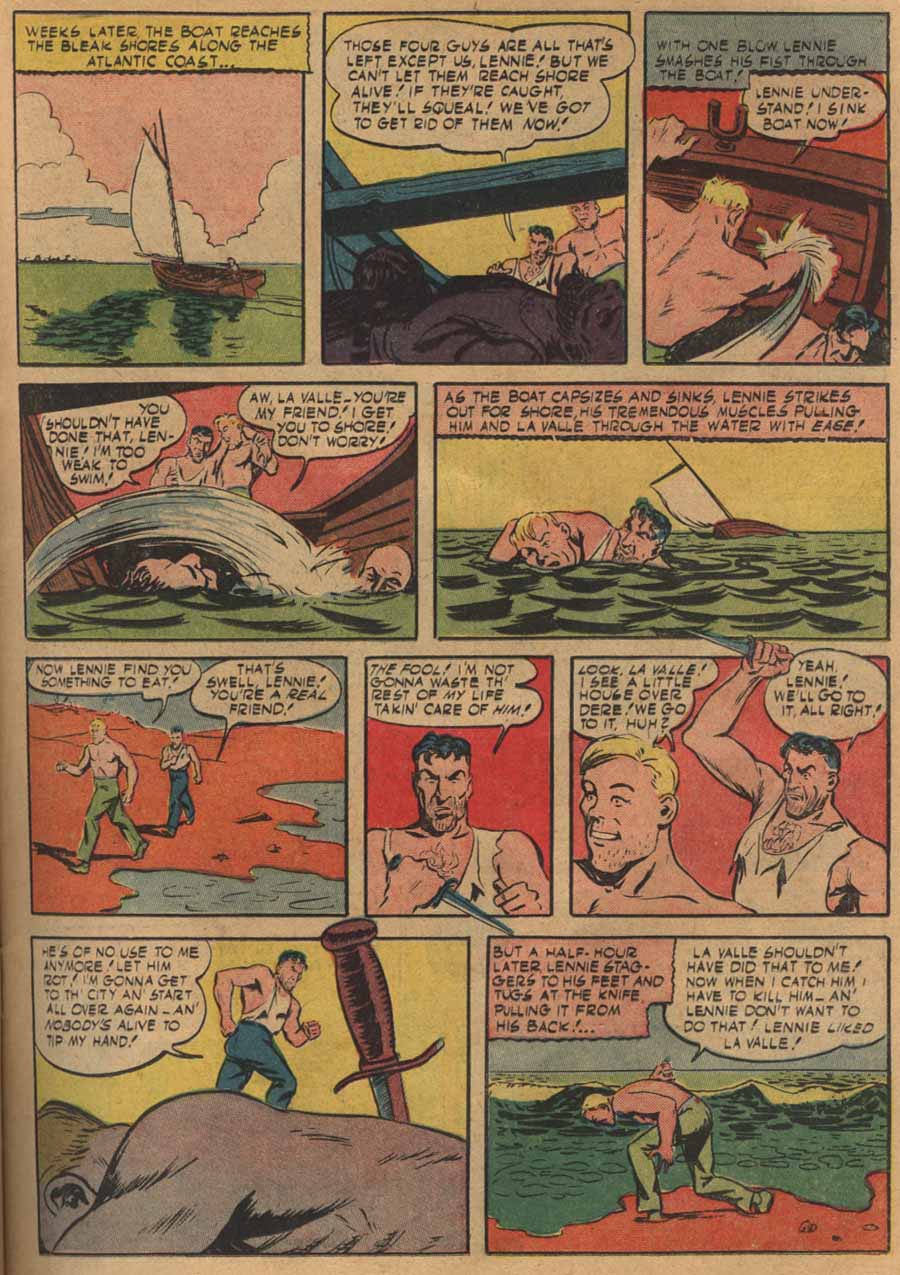 WEEKS LATER THE BOAT REACHES
THE BLEAK SHORES ALONG THE
ATLANTIC COAST...
THOSE FOUR GUYS ARE ALL THAT'S
LEFT EXCEPT US, LENNIE! BUT WE
CAN'T LET THEM REACH SHORE
ALIVE! IF THEY'RE CAUGHT,
THEY'LL SQUEAL! WE'VE GOT
TO GET RID OF THEM NOW!
WITH ONE BLOW LENNIE
SMASHES HIS FIST THROUGH
THE BOAT!
LENNIE UNDER-
STAND! I SINK
BOAT NOW!
YOU
SHOULDN'T HAVE
DONE THAT, LEN-
NIE! I'M TOO
WEAK TO
SWIM!
AW, LA VALLE—YOU'RE
MY FRIEND! I GET
YOU TO SHORE!
DON'T WORRY!
AS THE BOAT CAPSIZES AND SINKS, LENNIE STRIKES
OUT FOR SHORE, HIS TREMENDOUS MUSCLES PULLING
HIM AND LA VALLE THROUGH THE WATER WITH EASE!
NOW LENNIE FIND YOU
SOMETHING TO EAT!
THAT'S
SWELL, LENNIE!
YOU'RE A REAL
FRIEND!
THE FOOL! I'M NOT
GONNA WASTE TH'
REST OF MY LIFE
TAKIN' CARE OF HIM!
LOOK, LA VALLE!
I SEE A LITTLE
HOUSE OVER
DERE! WE GO
TO IT, HUH?
YEAH,
LENNIE!
WE'LL GO TO
IT, ALL RIGHT!
HE'S OF NO USE TO ME
ANYMORE! LET HIM
ROT! I'M GONNA GET
TO TH' CITY AN' START
ALL OVER AGAIN—AN'
NOBODY'S ALIVE TO
TIP MY HAND!
BUT A HALF-HOUR
LATER LENNIE STAG-
GERS TO HIS FEET AND
TUGS AT THE KNIFE,
PULLING IT FROM
HIS BACK!...
LA VALLE SHOULDN'T
HAVE DID THAT TO ME!
NOW WHEN I CATCH HIM I
HAVE TO KILL HIM—AN'
LENNIE DON'T WANT TO
DO THAT! LENNIE LIKED
LA VALLE!